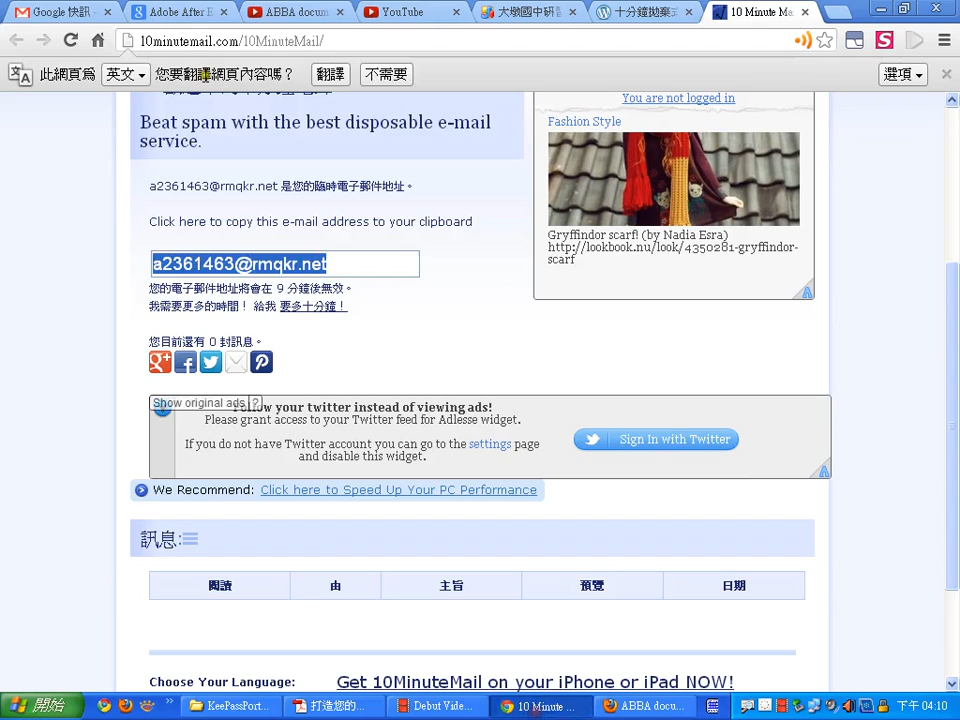 Google 快訊 -
Adobe After E
ABBA docum
YouTube
大墩國中研
十分鐘拋棄式
10 Minute Ma
10minutemail.com/10MinuteMail/
此網頁為 英文 您要翻譯網頁內容嗎？ 翻譯 不需要 選項
You are not logged in
Beat spam with the best disposable e-mail
service.
Fashion Style
a2361463@rmqkr.net 是您的臨時電子郵件地址。
Click here to copy this e-mail address to your clipboard
a2361463@rmqkr.net
Gryffindor scarf! (by Nadia Esra)
http://lookbook.nu/look/4350281-gryffindor-
scarf
您的電子郵件地址將會在 9 分鐘後無效。
我需要更多的時間！ 給我 要多十分鐘！
您目前還有 0 封訊息。
Show original ads ?
Follow your twitter instead of viewing ads!
Please grant access to your Twitter feed for Adlesse widget.
If you do not have Twitter account you can go to the settings page
and disable this widget.
Sign In with Twitter
We Recommend: Click here to Speed Up Your PC Performance
訊息:
閱讀 由 主旨 預覽 日期
Choose Your Language: Get 10MinuteMail on your iPhone or iPad NOW!
開始 KeePassPort... 打造您的... Debut Vide... 10 Minute ... ABBA docu... 下午 04:10